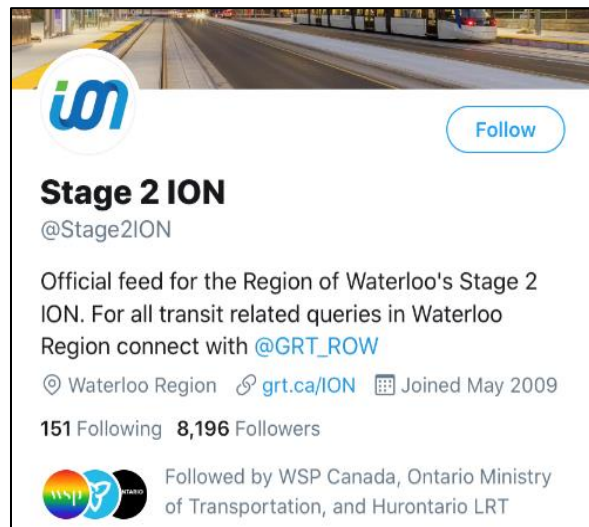 ion
Follow
Stage 2 ION
@Stage2ION
Official feed for the Region of Waterloo's Stage 2
ION. For all transit related queries in Waterloo
Region connect with @GRT_ROW
Waterloo Region grt.ca/ION Joined May 2009
151 Following 8,196 Followers
wsp ONTARIO Followed by WSP Canada, Ontario Ministry
of Transportation, and Hurontario LRT